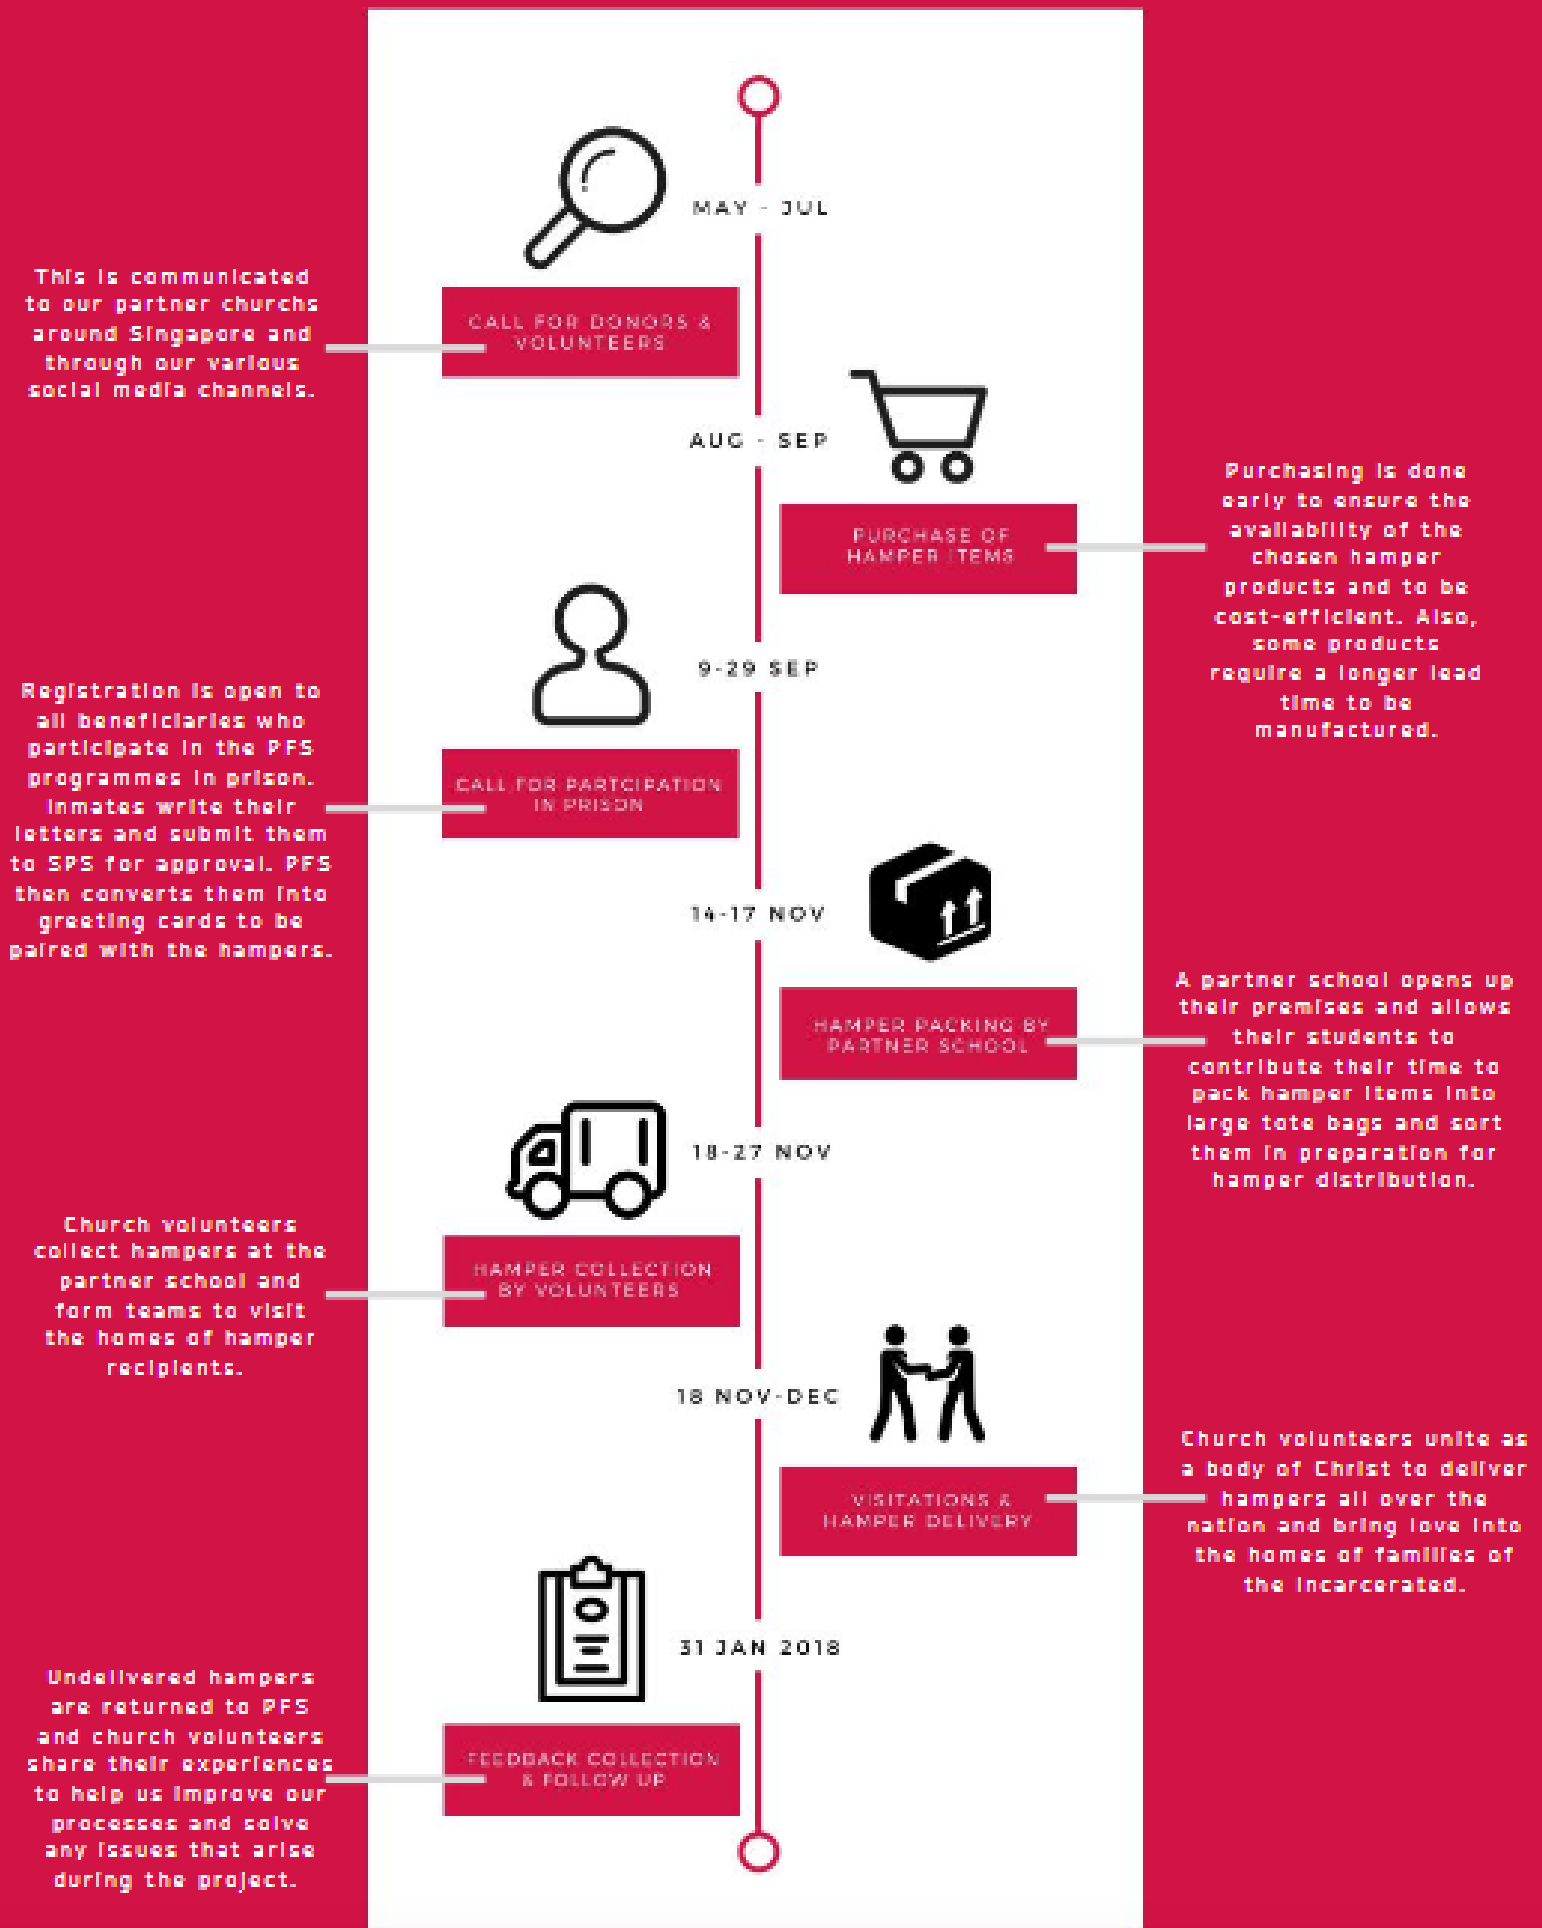 MAY - JUL
CALL FOR DONORS &
VOLUNTEERS
This is communicated
to our partner churchs
around Singapore and
through our various
social media channels.
AUG - SEP
PURCHASE OF
HAMPER ITEMS
Purchasing is done
early to ensure the
availability of the
chosen hamper
products and to be
cost-efficient. Also,
some products
require a longer lead
time to be
manufactured.
9-29 SEP
CALL FOR PARTCIPATION
IN PRISON
Registration is open to
all beneficiaries who
participate in the PFS
programmes in prison.
Inmates write their
letters and submit them
to SPS for approval. PFS
then converts them into
greeting cards to be
paired with the hampers.
14-17 NOV
HAMPER PACKING BY
PARTNER SCHOOL
A partner school opens up
their premises and allows
their students to
contribute their time to
pack hamper items into
large tote bags and sort
them in preparation for
hamper distribution.
18-27 NOV
HAMPER COLLECTION
BY VOLUNTEERS
Church volunteers
collect hampers at the
partner school and
form teams to visit
the homes of hamper
recipients.
18 NOV-DEC
VISITATIONS &
HAMPER DELIVERY
Church volunteers unite as
a body of Christ to deliver
hampers all over the
nation and bring love into
the homes of families of
the incarcerated.
31 JAN 2018
FEEDBACK COLLECTION
& FOLLOW UP
Undelivered hampers
are returned to PFS
and church volunteers
share their experiences
to help us improve our
processes and solve
any issues that arise
during the project.